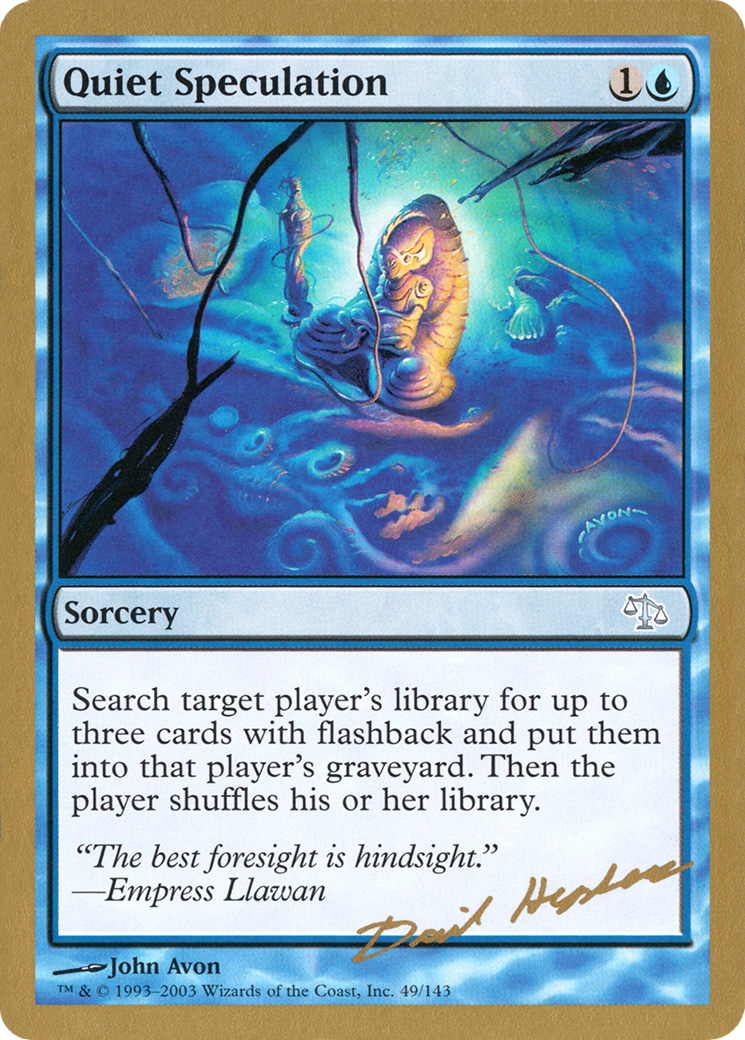 Quiet Speculation 1
AVON
Sorcery
Search target player's library for up to
three cards with flashback and put them
into that player's graveyard. Then the
player shuffles his or her library.
“The best foresight is hindsight.”
—Empress Llawan
John Avon
™ & © 1993–2003 Wizards of the Coast, Inc. 49/143